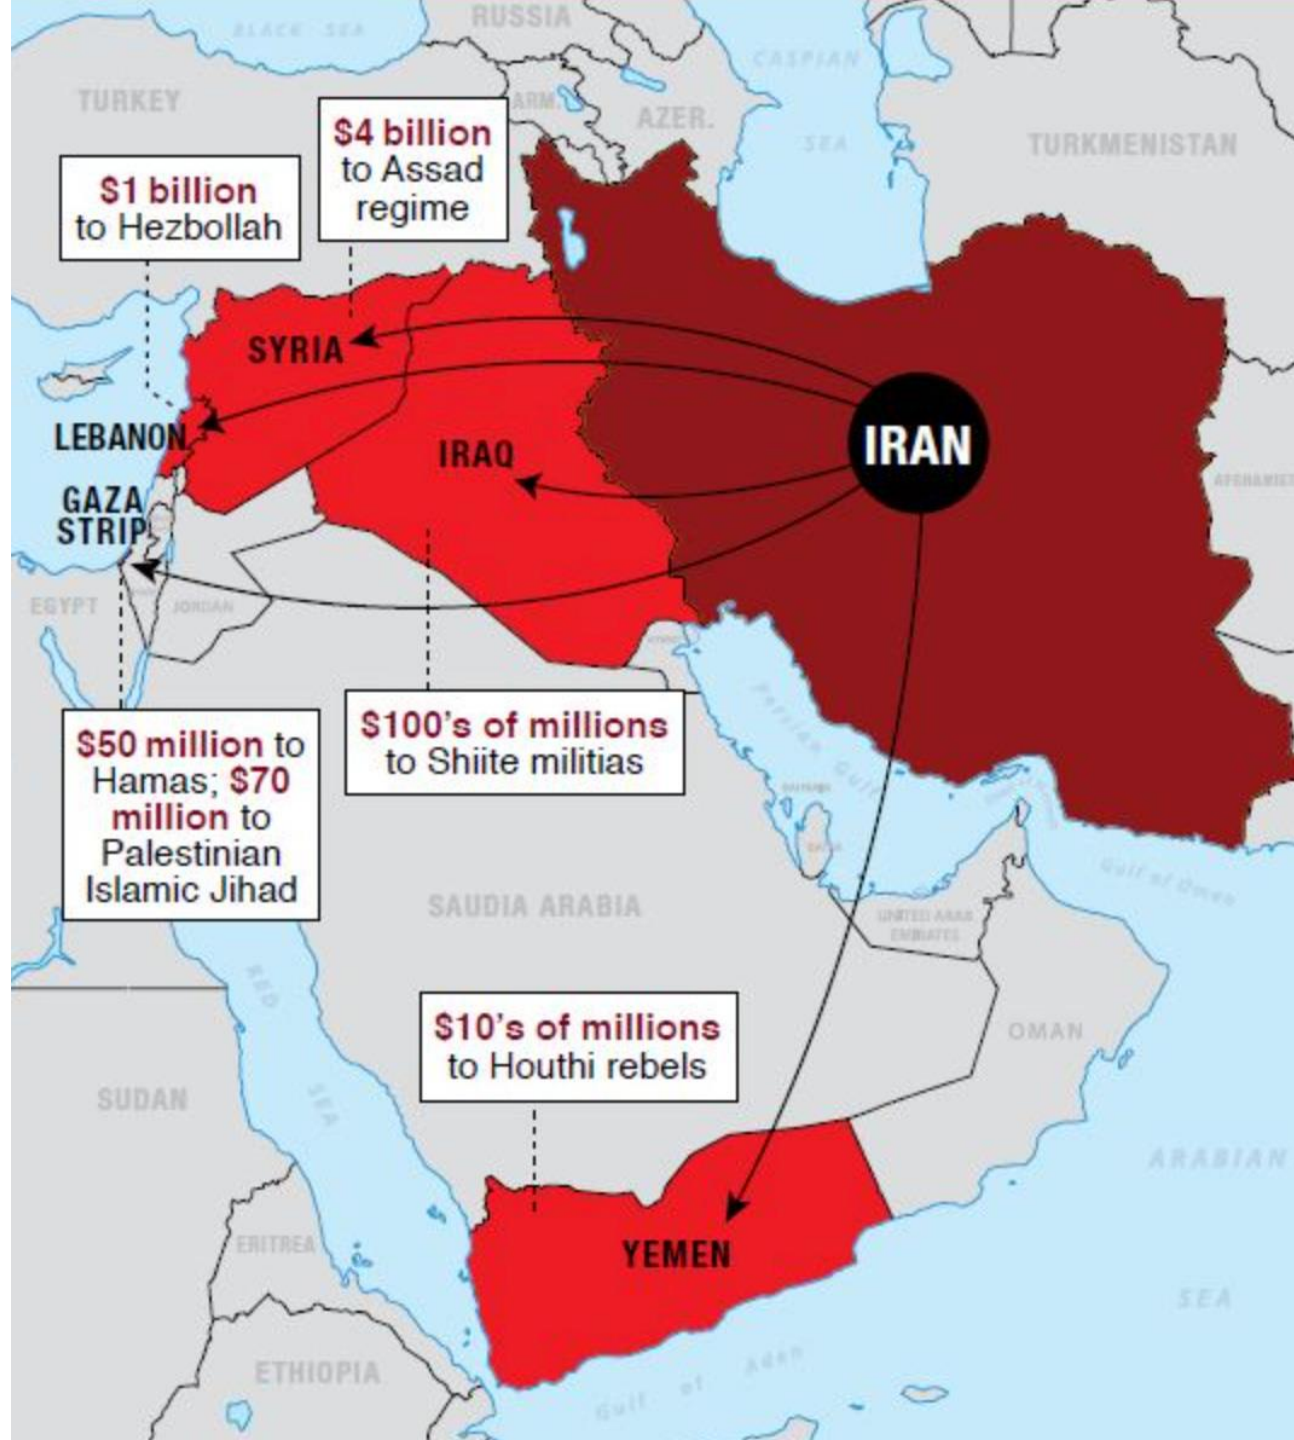 BLACK SEA
RUSSIA
CASPIAN
SEA
TURKEY
ARM.
AZER.
TURKMENISTAN
$4 billion
to Assad
regime
$1 billion
to Hezbollah
SYRIA
LEBANON
IRAQ
IRAN
GAZA
STRIP
EGYPT
JORDAN
$50 million to
Hamas; $70
million to
Palestinian
Islamic Jihad
$100's of millions
to Shiite militias
Persian Gulf
SAUDI ARABIA
UNITED ARAB
EMIRATES
Gulf of Oman
RED
SEA
OMAN
$10's of millions
to Houthi rebels
SUDAN
ARABIAN
SEA
ERITREA
YEMEN
ETHIOPIA
Gulf of Aden